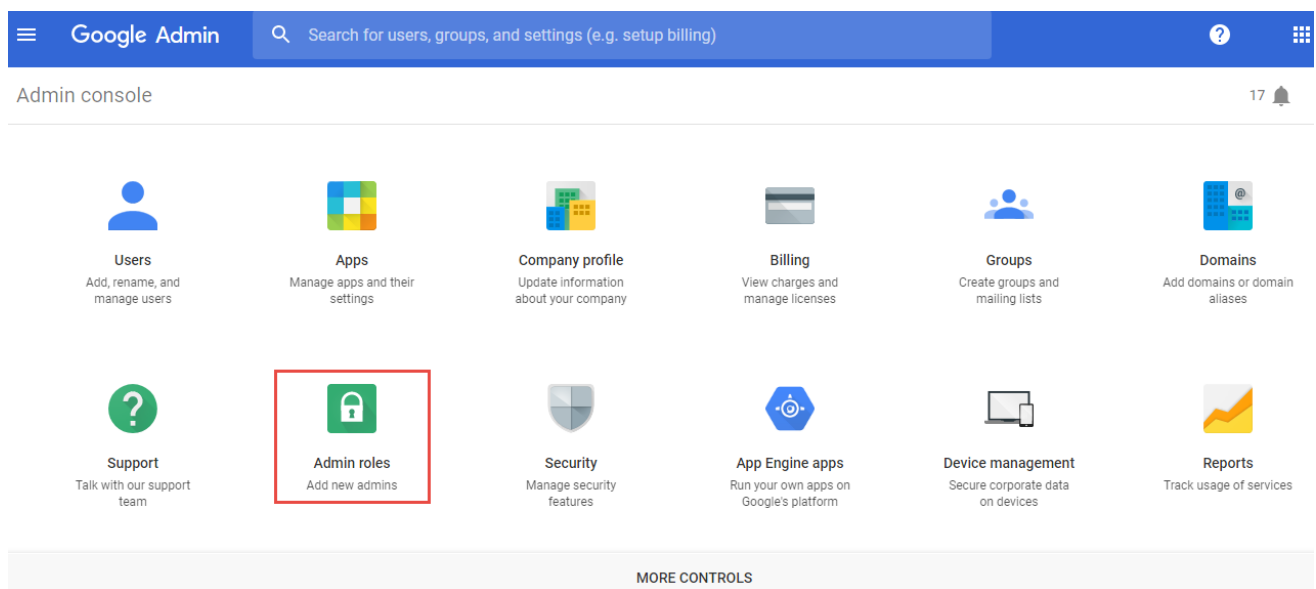 Google Admin
Search for users, groups, and settings (e.g. setup billing)
?
Admin console
17
Users
Add, rename, and
manage users
Apps
Manage apps and their
settings
Company profile
Update information
about your company
Billing
View charges and
manage licenses
Groups
Create groups and
mailing lists
@
Domains
Add domains or domain
aliases
?
Support
Talk with our support
team
Admin roles
Add new admins
Security
Manage security
features
App Engine apps
Run your own apps on
Google's platform
Device management
Secure corporate data
on devices
Reports
Track usage of services
MORE CONTROLS